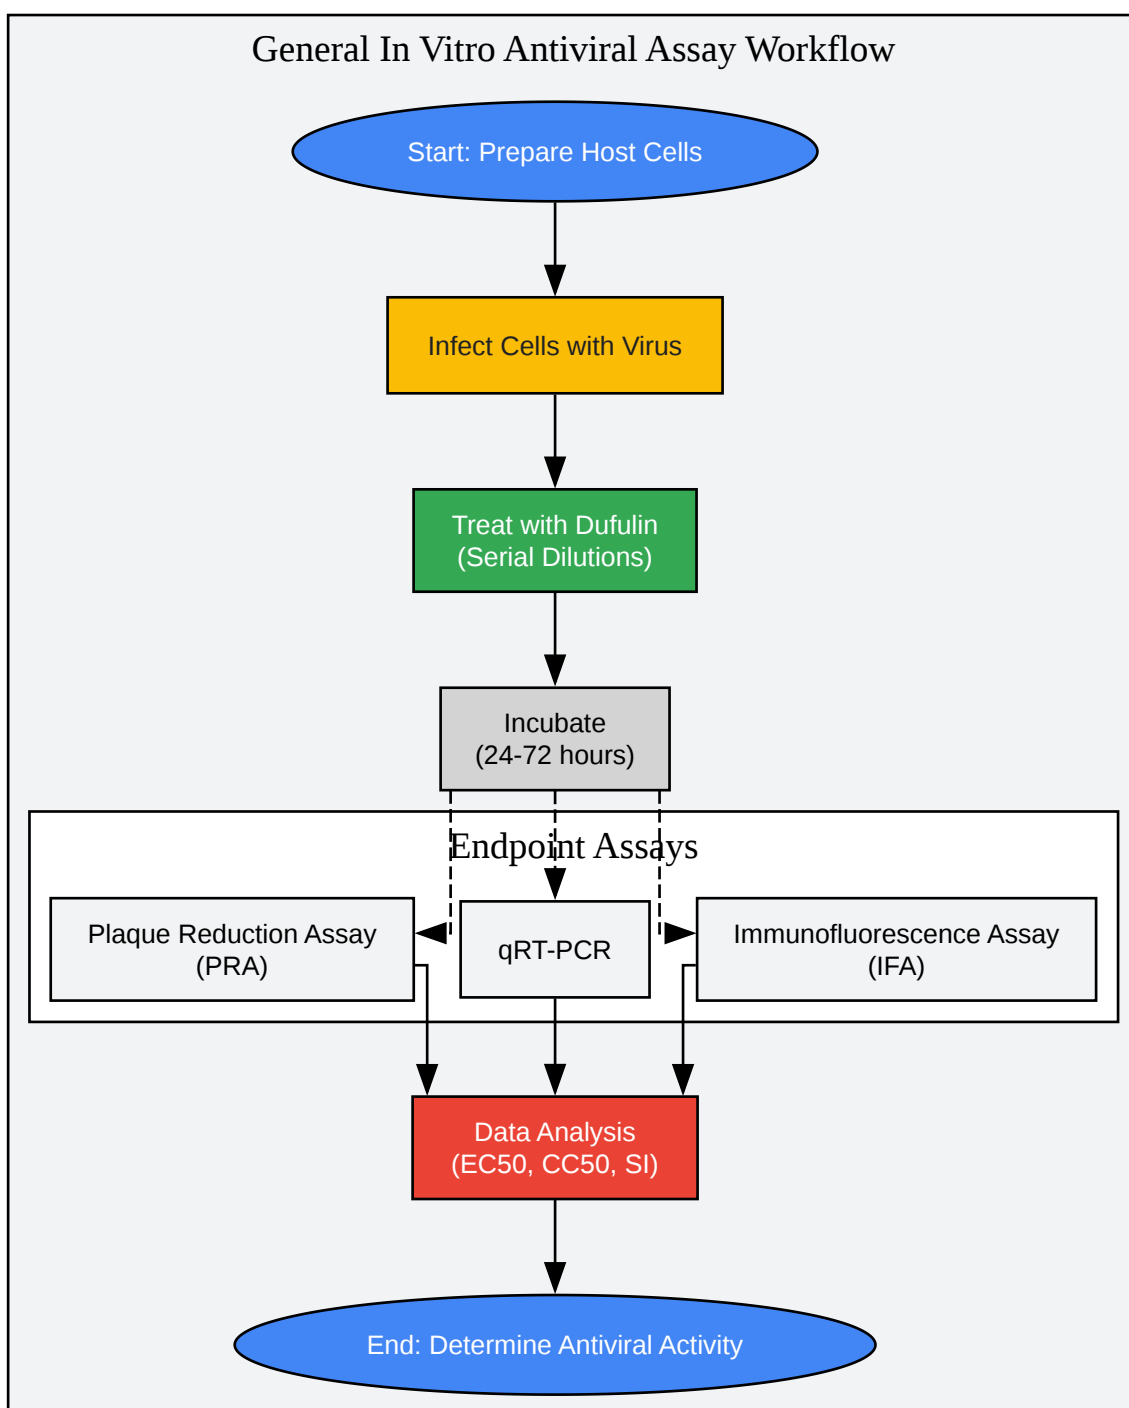 General In Vitro Antiviral Assay Workflow
Start: Prepare Host Cells
Infect Cells with Virus
Treat with Dufulin
(Serial Dilutions)
Incubate
(24-72 hours)
Endpoint Assays
Plaque Reduction Assay
(PRA)
qRT-PCR
Immunofluorescence Assay
(IFA)
Data Analysis
(EC50, CC50, SI)
End: Determine Antiviral Activity